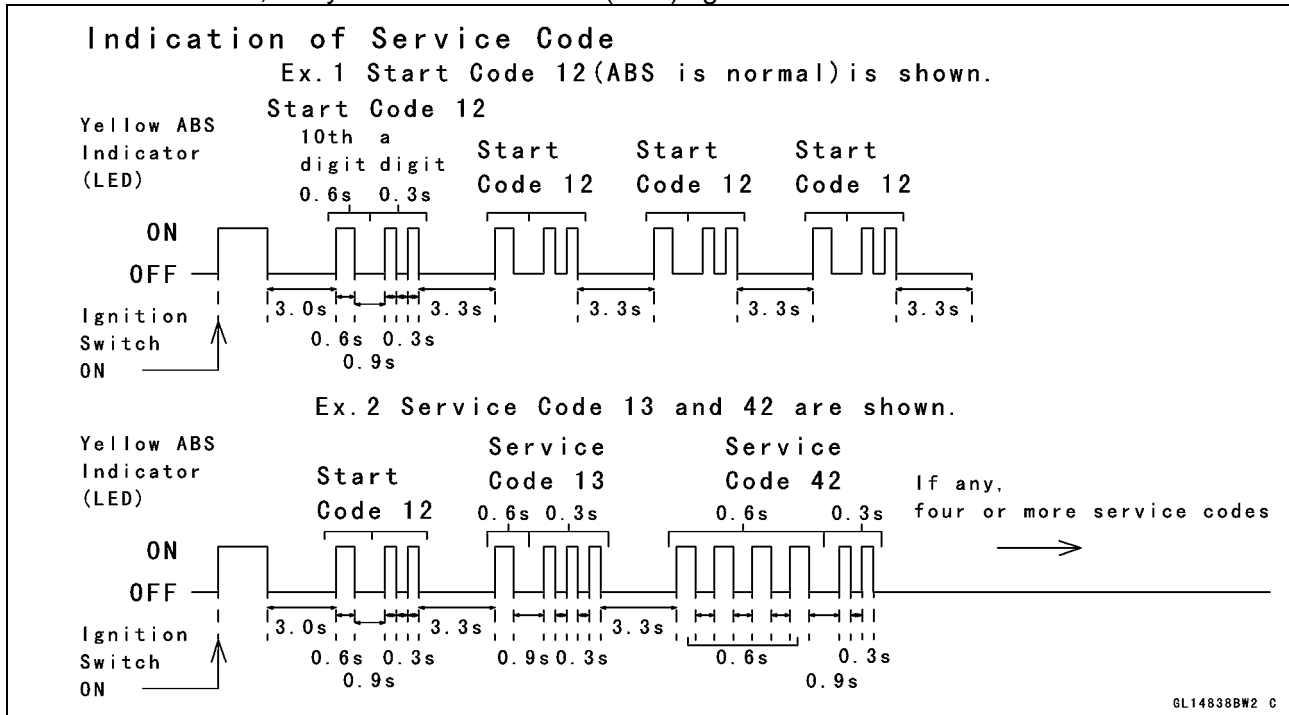 Indication of Service Code
Ex.1 Start Code 12(ABS is normal)is shown.
Start Code 12
Yellow ABS
Indicator
(LED)
10th a
digit digit
0.6s 0.3s
Start
Code 12
Start
Code 12
Start
Code 12
ON
OFF
3.0s 3.3s 3.3s 3.3s 3.3s
0.6s 0.3s
0.9s
Ignition
Switch
ON
Ex.2 Service Code 13 and 42 are shown.
Yellow ABS
Indicator
(LED)
Start
Code 12
Service
Code 13
0.6s 0.3s
Service
Code 42
0.6s 0.3s
If any,
four or more service codes
ON
OFF
3.0s 3.3s 3.3s
0.6s 0.3s 0.9s 0.3s 0.6s 0.3s
0.9s 0.9s
Ignition
Switch
ON
GL14838BW2 C